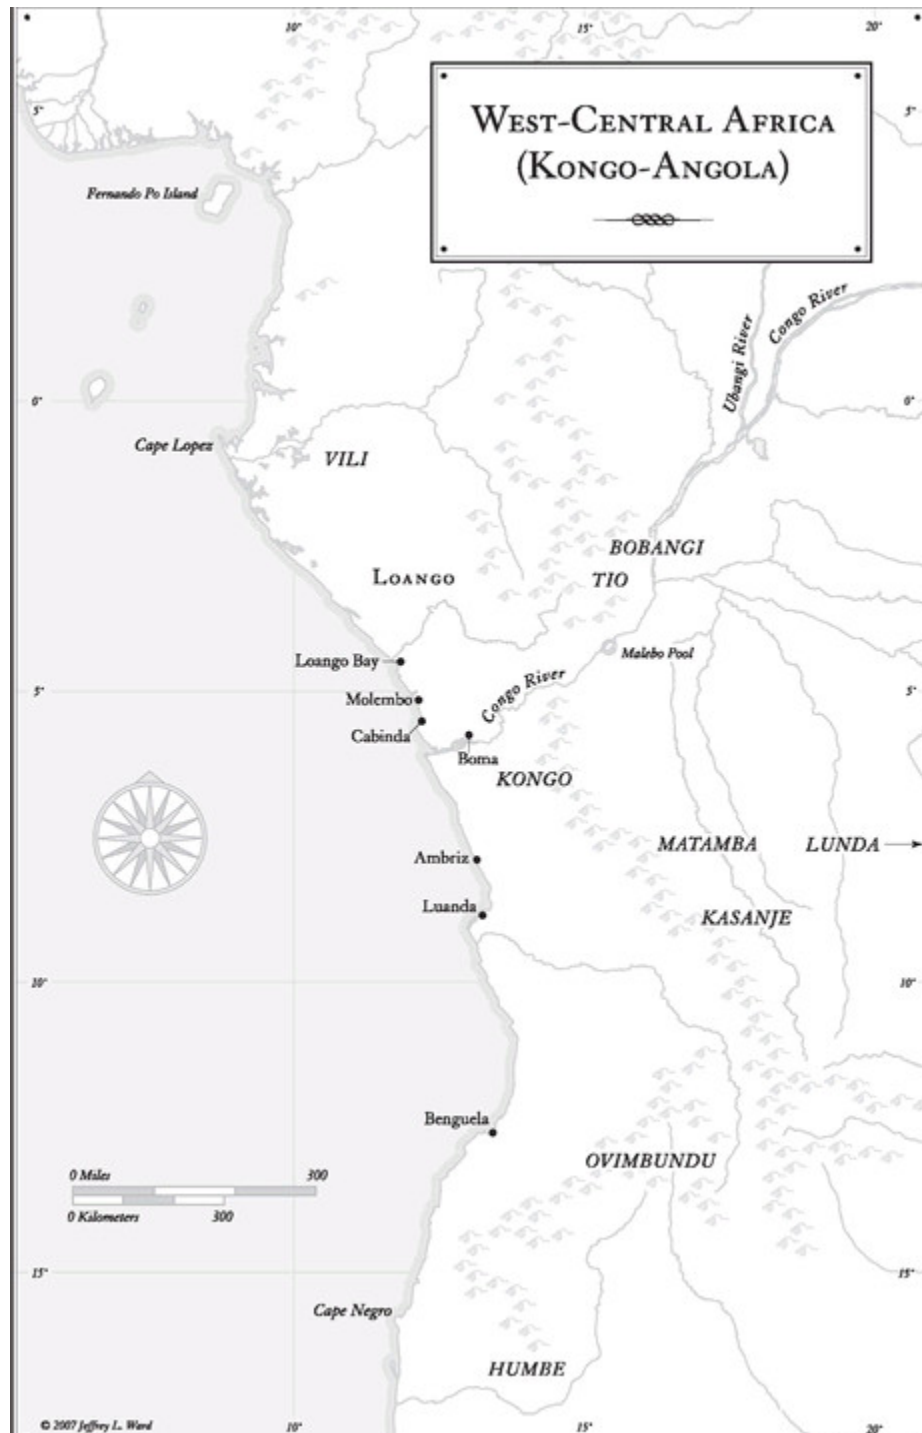 10°
15°
20°
5°
5°
WEST-CENTRAL AFRICA
(KONGO-ANGOLA)
Fernando Po Island
Ubangi River
Congo River
0°
0°
Cape Lopez
VILI
BOBANGI
LOANGO
TIO
Loango Bay
Malebo Pool
Congo River
5°
5°
Molembo
Cabinda
Boma
KONGO
MATAMBA
LUNDA
Ambriz
Luanda
KASANJE
10°
10°
Benguela
OVIMBUNDU
0 Miles 300
0 Kilometers 300
15°
15°
Cape Negro
HUMBE
© 2007 Jeffrey L. Ward
10°
15°
20°